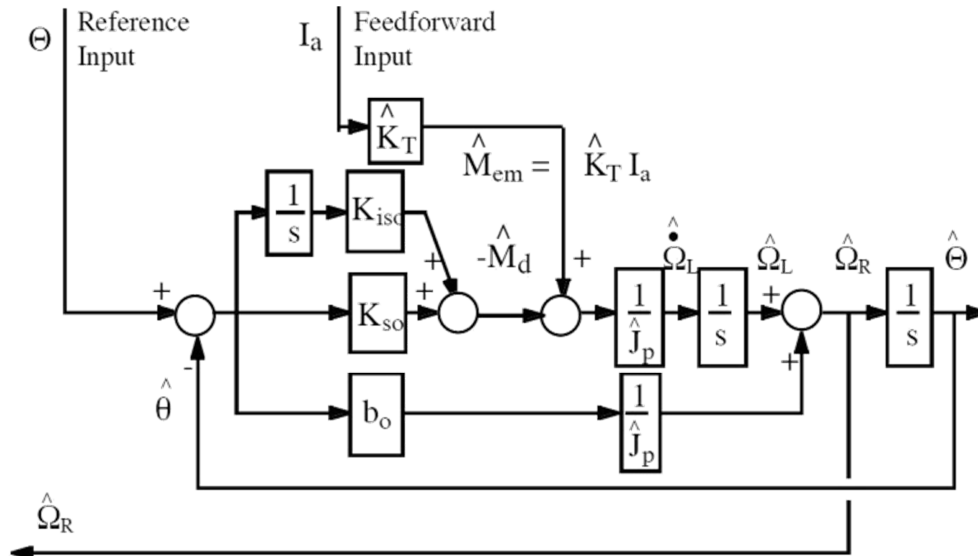 Θ Reference Input
I_a Feedforward Input
K̂_T
M̂_em = K̂_T I_a
1/s
K_iso
+
-M̂_d
+
Ω̂̇_L
Ω̂_L
Ω̂_R
Θ̂
+
K_so
+
1/Ĵ_p
1/s
+
1/s
-
θ̂
b_o
1/Ĵ_p
+
Ω̂_R